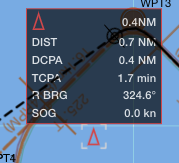 WPT3
0.4NM
DIST 0.7 NM
DCPA 0.4 NM
TCPA 1.7 min
R BRG 324.6°
SOG 0.0 kn
PT4